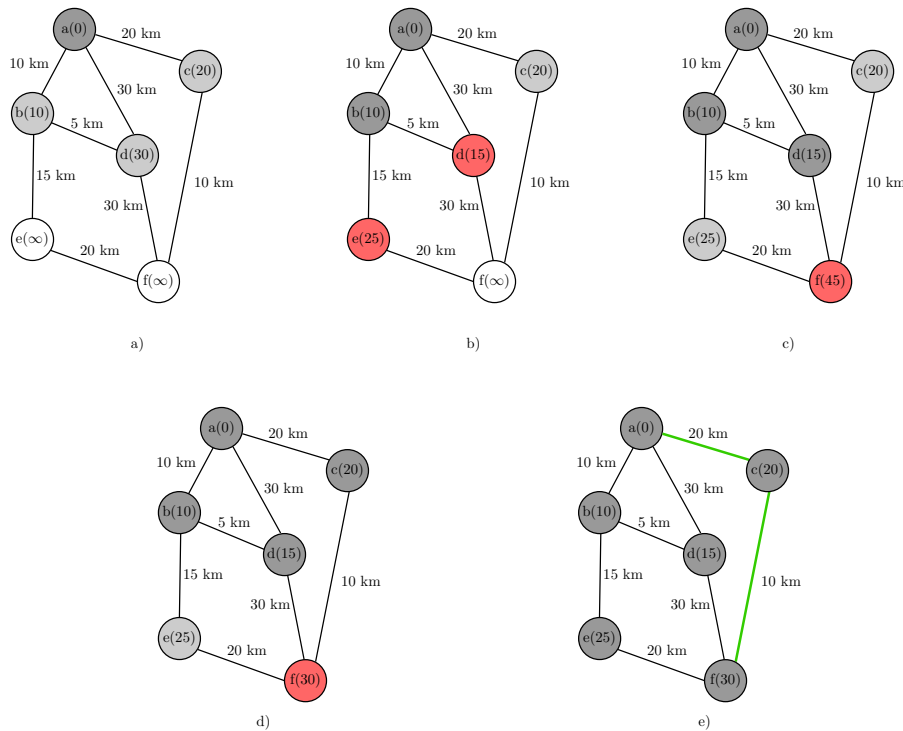 a(0)
20 km
c(20)
10 km
30 km
b(10)
5 km
d(30)
15 km
10 km
30 km
e(∞)
20 km
f(∞)
a)
a(0)
20 km
c(20)
10 km
30 km
b(10)
5 km
d(15)
15 km
10 km
30 km
e(25)
20 km
f(∞)
b)
a(0)
20 km
c(20)
10 km
30 km
b(10)
5 km
d(15)
15 km
10 km
30 km
e(25)
20 km
f(45)
c)
a(0)
20 km
c(20)
10 km
30 km
b(10)
5 km
d(15)
15 km
10 km
30 km
e(25)
20 km
f(30)
d)
a(0)
20 km
c(20)
10 km
30 km
b(10)
5 km
d(15)
15 km
10 km
30 km
e(25)
20 km
f(30)
e)